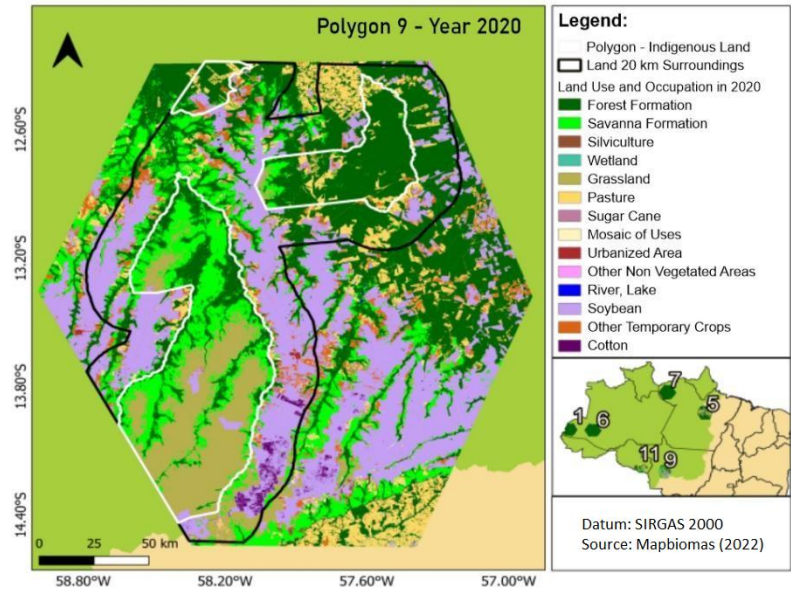 Polygon 9 - Year 2020
12.60°S
13.20°S
13.80°S
14.40°S
0 25 50 km
58.80°W 58.20°W 57.60°W 57.00°W
Legend:
Polygon - Indigenous Land
Land 20 km Surroundings
Land Use and Occupation in 2020
Forest Formation
Savanna Formation
Silviculture
Wetland
Grassland
Pasture
Sugar Cane
Mosaic of Uses
Urbanized Area
Other Non Vegetated Areas
River, Lake
Soybean
Other Temporary Crops
Cotton
7
5
1 6
11 9
Datum: SIRGAS 2000
Source: Mapbiomas (2022)